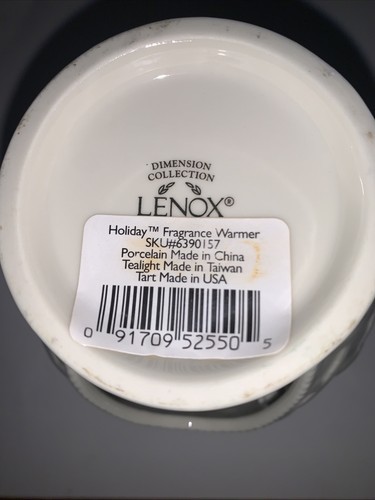 DIMENSION
COLLECTION
LENOX®
Holiday™ Fragrance Warmer
SKU#6390157
Porcelain Made in China
Tealight Made in Taiwan
Tart Made in USA
0 91709 52550 5